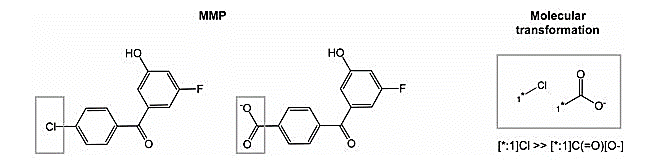 MMP
Molecular
transformation
HO
F
Cl
O
HO
F
-O
O
O
Cl
1*
O
1*
O-
[*:1]Cl >> [*:1]C(=O)[O-]